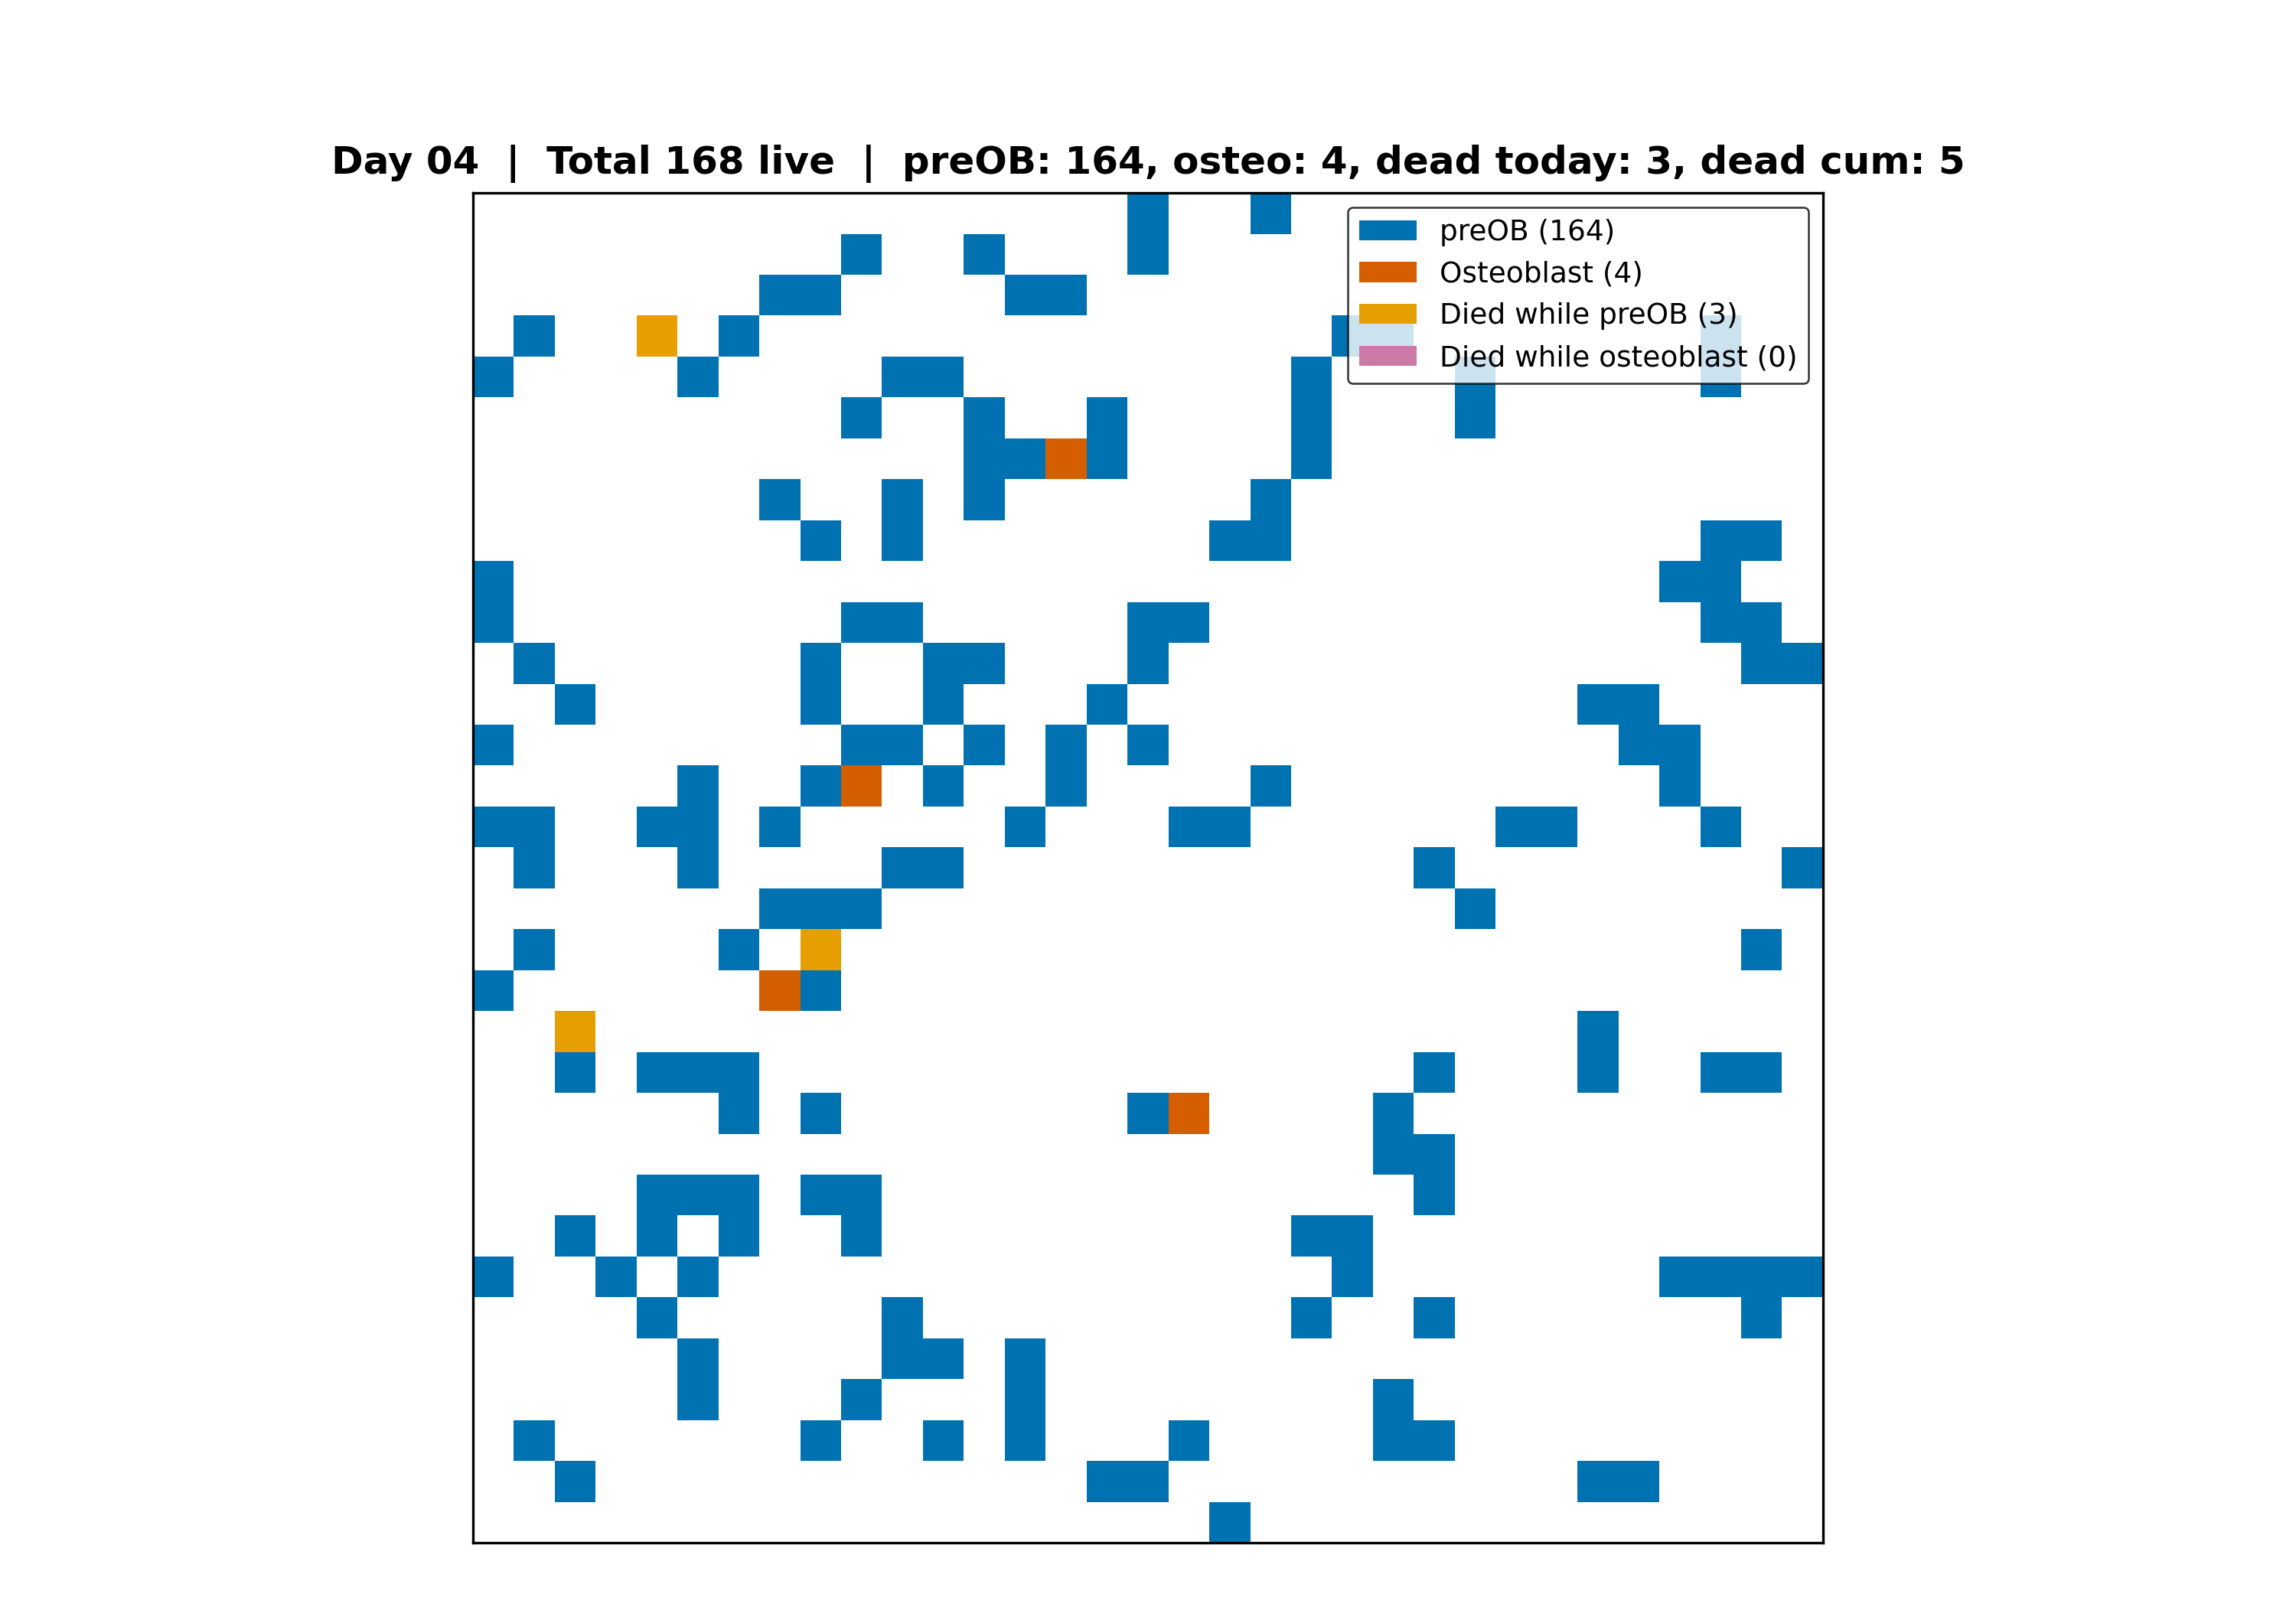 Day 04 | Total 168 live | preOB: 164, osteo: 4, dead today: 3, dead cum: 5
preOB (164)
Osteoblast (4)
Died while preOB (3)
Died while osteoblast (0)